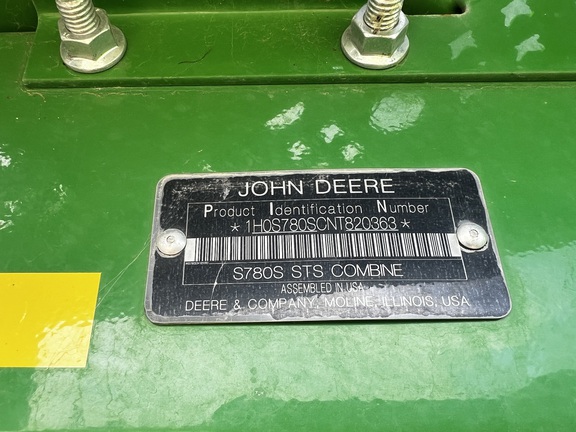 JOHN DEERE
Product Identification Number
*1H0S780SCNT820363*
S780S STS COMBINE
ASSEMBLED IN USA
DEERE & COMPANY, MOLINE, ILLINOIS, USA